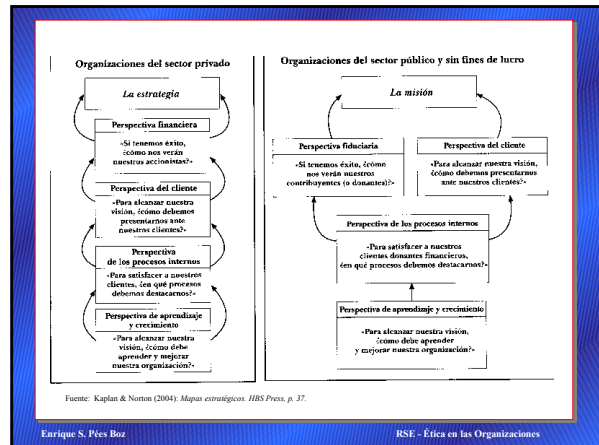 Organizaciones del sector privado
La estrategia
Perspectiva financiera
«Si tenemos éxito,
¿cómo nos verán
nuestros accionistas?»
Perspectiva del cliente
«Para alcanzar nuestra
visión, ¿cómo debemos
presentarnos ante
nuestros clientes?»
Perspectiva
de los procesos internos
«Para satisfacer a nuestros
clientes, ¿en qué procesos
debemos destacarnos?»
Perspectiva de aprendizaje
y crecimiento
«Para alcanzar nuestra
visión, ¿cómo debe
aprender y mejorar
nuestra organización?»
Organizaciones del sector público y sin fines de lucro
La misión
Perspectiva fiduciaria
«Si tenemos éxito, ¿cómo
nos verán nuestros
contribuyentes (o donantes)?»
Perspectiva del cliente
«Para alcanzar nuestra visión,
¿cómo debemos presentarnos
ante nuestros clientes?»
Perspectiva de los procesos internos
«Para satisfacer a nuestros
clientes donantes financieros,
¿en qué procesos debemos destacarnos?»
Perspectiva de aprendizaje y crecimiento
«Para alcanzar nuestra visión,
¿cómo debe aprender
y mejorar nuestra organización?»
Fuente: Kaplan & Norton (2004): Mapas estratégicos. HBS Press, p. 37.
Enrique S. Pées Boz
RSE - Ética en las Organizaciones